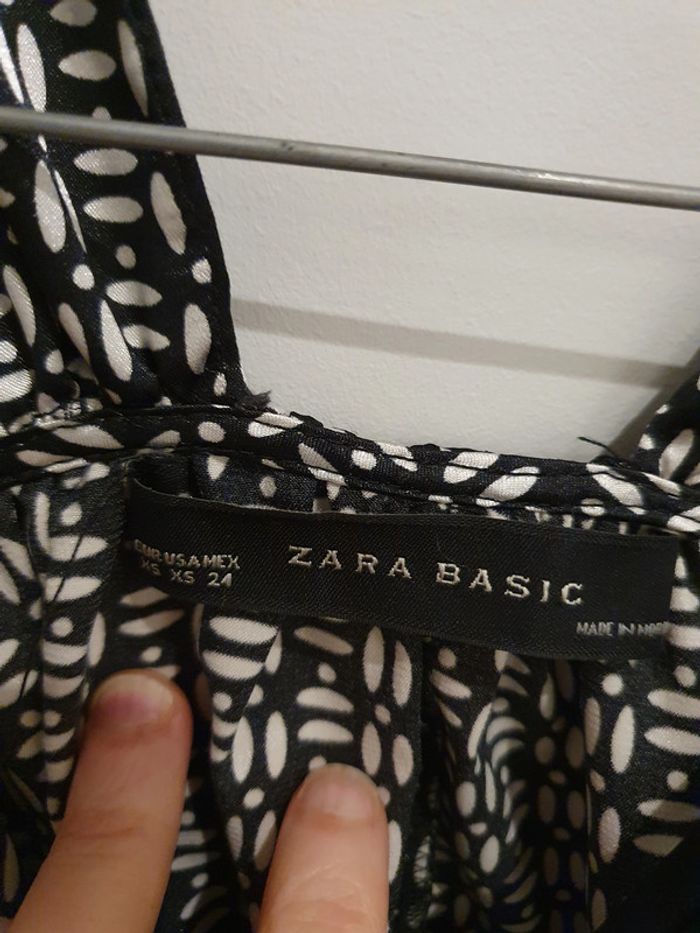 EUR USA MEX
XS XS 24
ZARA BASIC
MADE IN